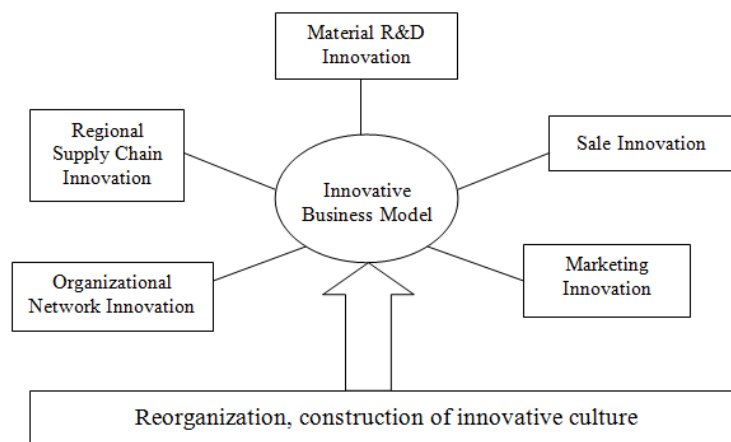 Material R&D
Innovation
Regional
Supply Chain
Innovation
Sale Innovation
Innovative
Business Model
Organizational
Network Innovation
Marketing
Innovation
Reorganization, construction of innovative culture